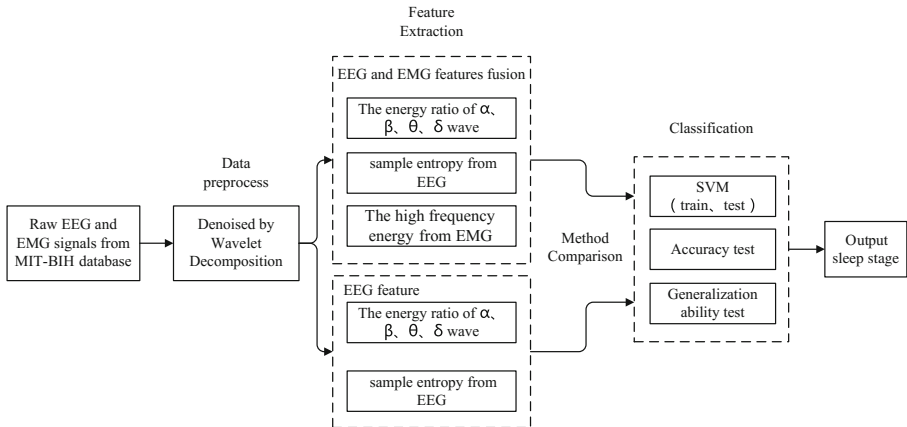 Feature
Extraction
EEG and EMG features fusion
The energy ratio of α、
β、θ、δ wave
sample entropy from
EEG
The high frequency
energy from EMG
Data
preprocess
Raw EEG and
EMG signals from
MIT-BIH database
Denoised by
Wavelet
Decomposition
EEG feature
The energy ratio of α、
β、θ、δ wave
sample entropy from
EEG
Method
Comparison
Classification
SVM
( train、test )
Accuracy test
Generalization
ability test
Output
sleep stage